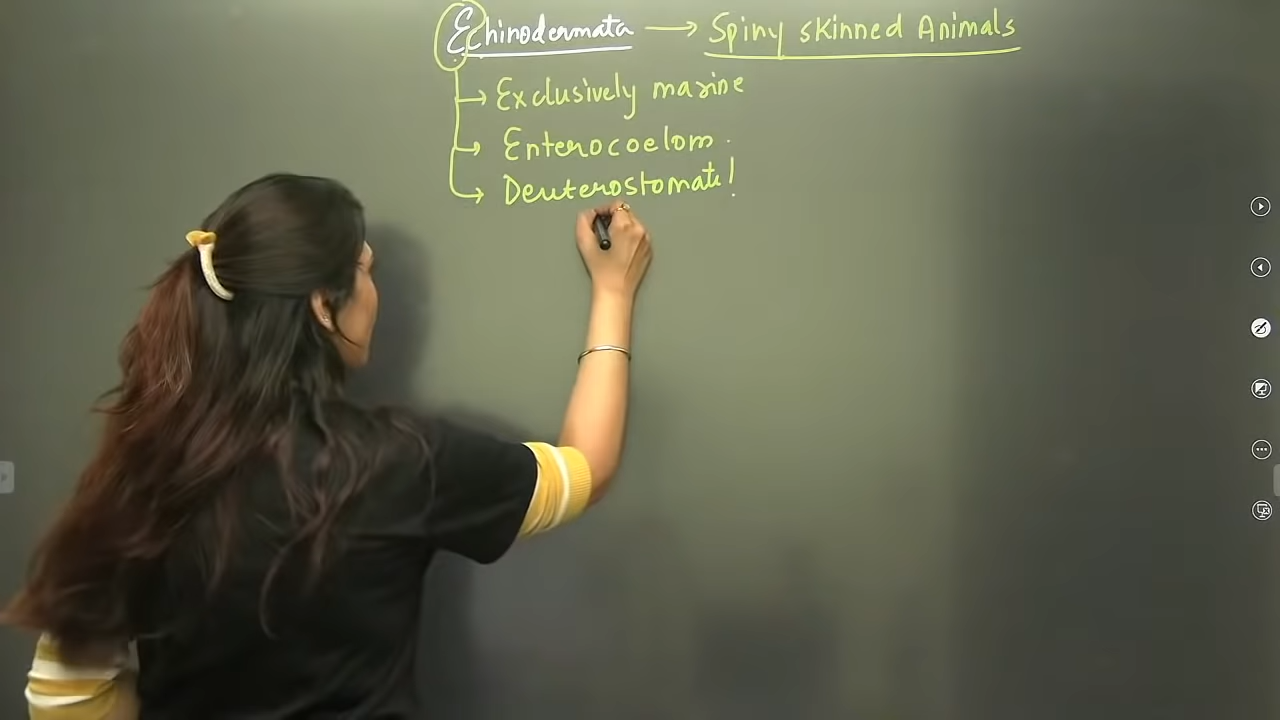 Echinodermata → Spiny skinned Animals
→ Exclusively marine
→ Enterocoelom.
→ Deuterostomate!